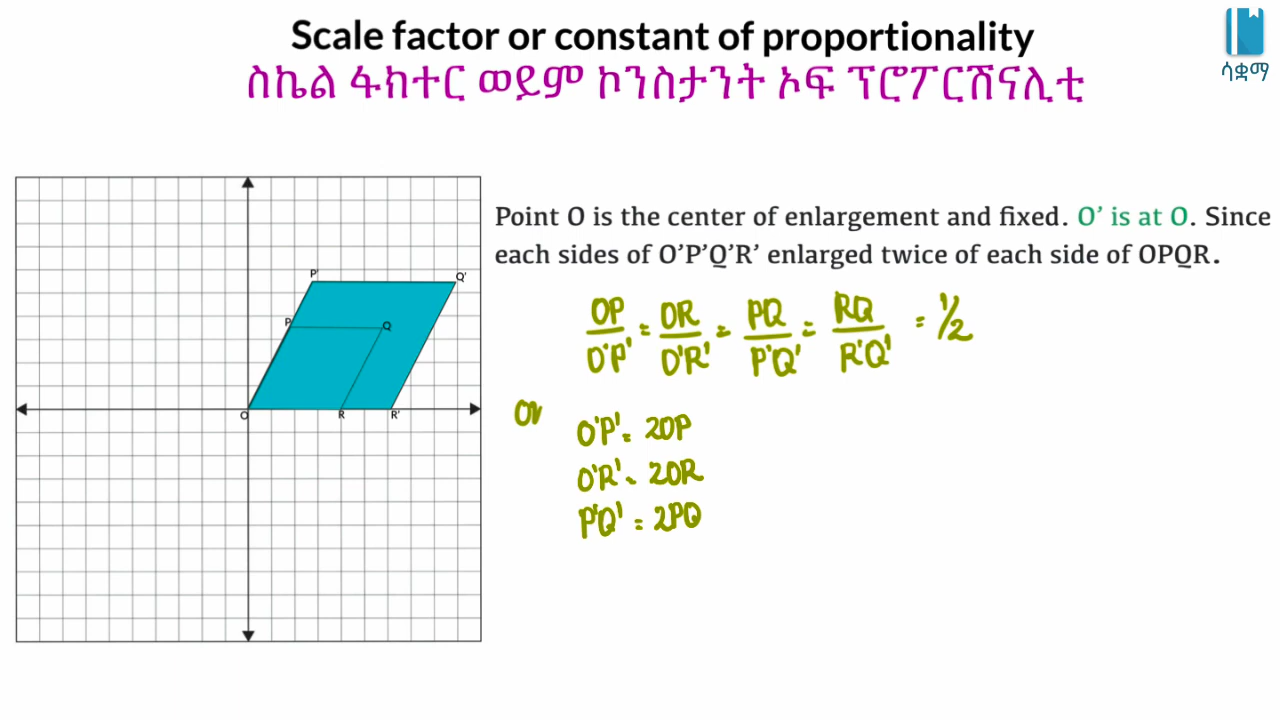 Scale factor or constant of proportionality
ስኬል ፋክተር ወይም ኮንስታንት ኦፍ ፕሮፖርሽናሊቲ
ሳቋማ
Point O is the center of enlargement and fixed. O’ is at O. Since
each sides of O’P’Q’R’ enlarged twice of each side of OPQR.
OP/O'P' = OR/O'R' = PQ/P'Q' = RQ/R'Q' = 1/2
Or
O'P' = 2OP
O'R' = 2OR
P'Q' = 2PQ
P' Q'
P Q
O R R'